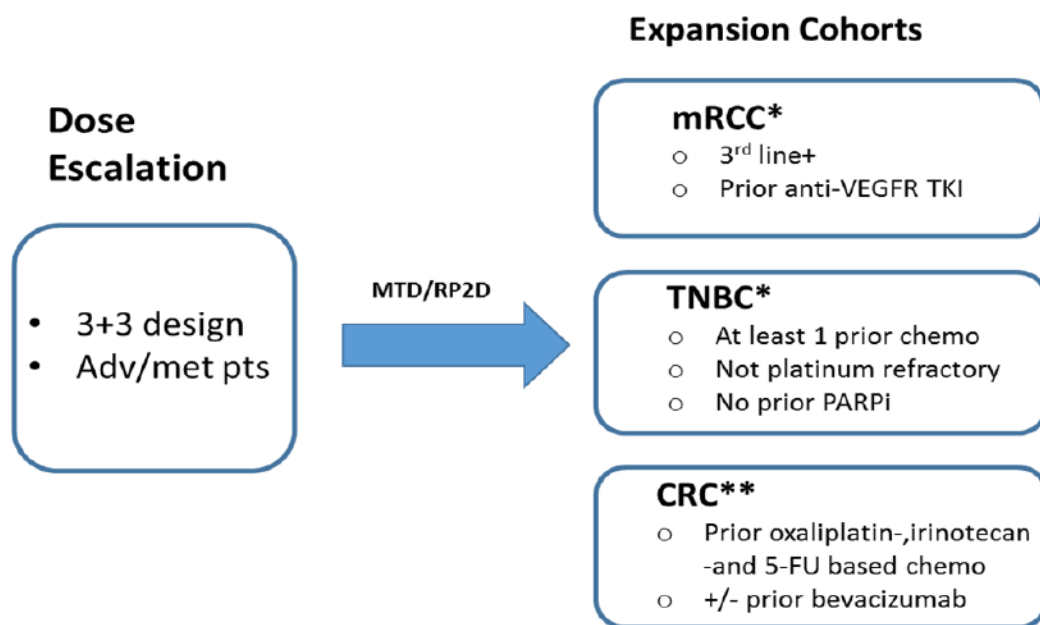 Expansion Cohorts
Dose
Escalation
• 3+3 design
• Adv/met pts
MTD/RP2D
mRCC*
o 3rd line+
o Prior anti-VEGFR TKI
TNBC*
o At least 1 prior chemo
o Not platinum refractory
o No prior PARPi
CRC**
o Prior oxaliplatin-,irinotecan
-and 5-FU based chemo
o +/- prior bevacizumab